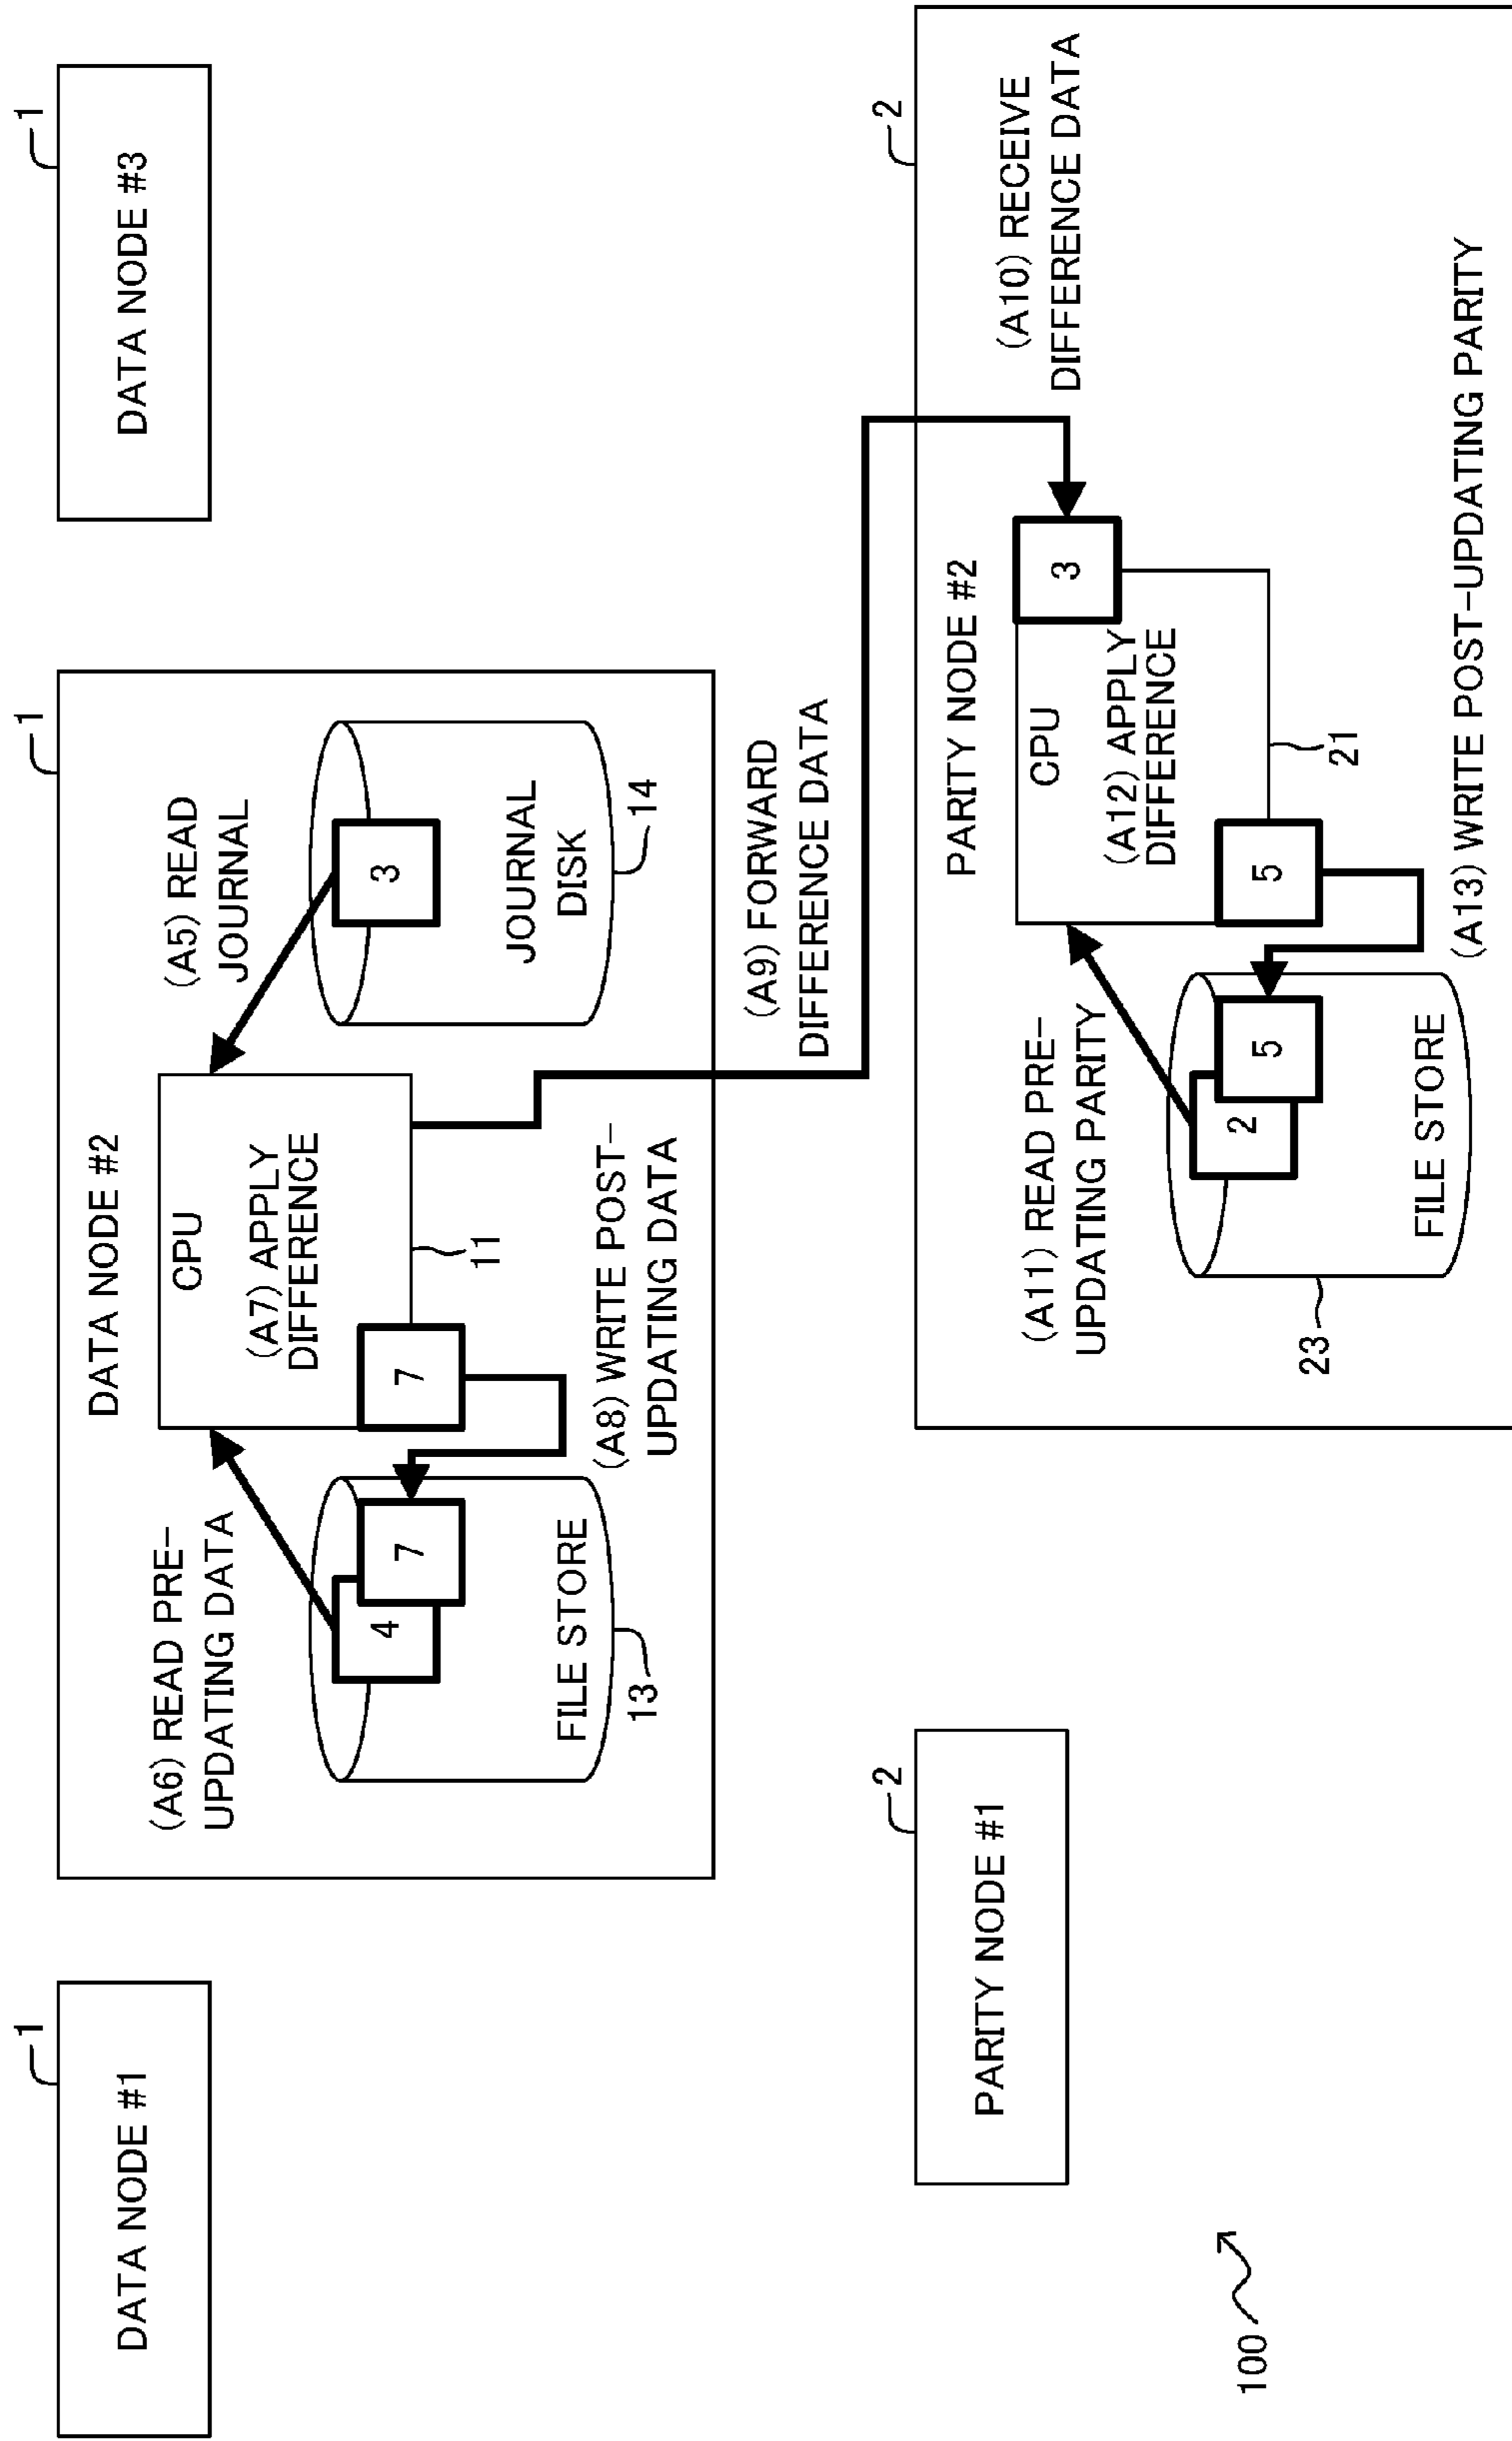 1
DATA NODE #1
1
DATA NODE #2
(A6) READ PRE-
UPDATING DATA
CPU
(A7) APPLY
DIFFERENCE
(A5) READ
JOURNAL
4
7
7
3
FILE STORE
13
11
JOURNAL
DISK
14
(A8) WRITE POST-
UPDATING DATA
1
DATA NODE #3
(A9) FORWARD
DIFFERENCE DATA
2
PARITY NODE #1
2
PARITY NODE #2
(A10) RECEIVE
DIFFERENCE DATA
(A11) READ PRE-
UPDATING PARITY
CPU
3
(A12) APPLY
DIFFERENCE
2
5
5
FILE STORE
23
21
(A13) WRITE POST-UPDATING PARITY
100